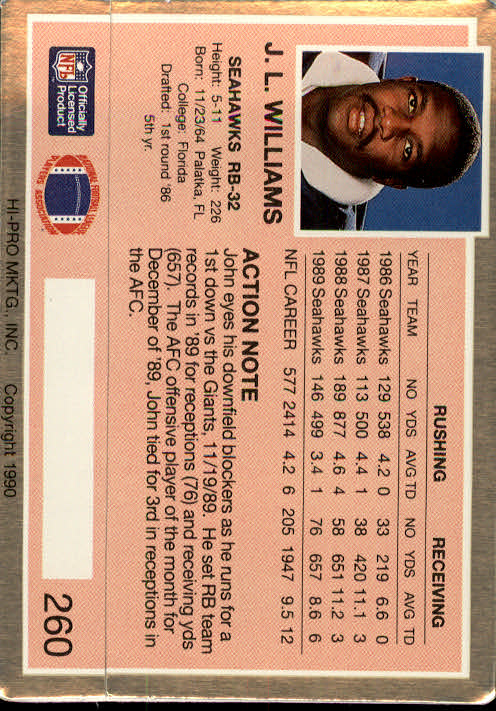 J. L. WILLIAMS
SEAHAWKS RB-32
Height: 5-11 Weight: 226
Born: 11/23/64 Palatka, FL
College: Florida
Drafted: 1st round '86
5th yr.
NFL
Officially
Licensed
Product
NATIONAL FOOTBALL LEAGUE
PLAYERS ASSOCIATION
RUSHING RECEIVING
YEAR TEAM NO YDS AVG TD NO YDS AVG TD
1986 Seahawks 129 538 4.2 0 33 219 6.6 0
1987 Seahawks 113 500 4.4 1 38 420 11.1 3
1988 Seahawks 189 877 4.6 4 58 651 11.2 3
1989 Seahawks 146 499 3.4 1 76 657 8.6 6
NFL CAREER 577 2414 4.2 6 205 1947 9.5 12
ACTION NOTE
John eyes his downfield blockers as he runs for a
1st down vs the Giants, 11/19/89. He set RB team
records in '89 for receptions (76) and receiving yds
(657). The AFC offensive player of the month for
December of '89, John tied for 3rd in receptions in
the AFC.
260
HI-PRO MKTG., INC. Copyright 1990